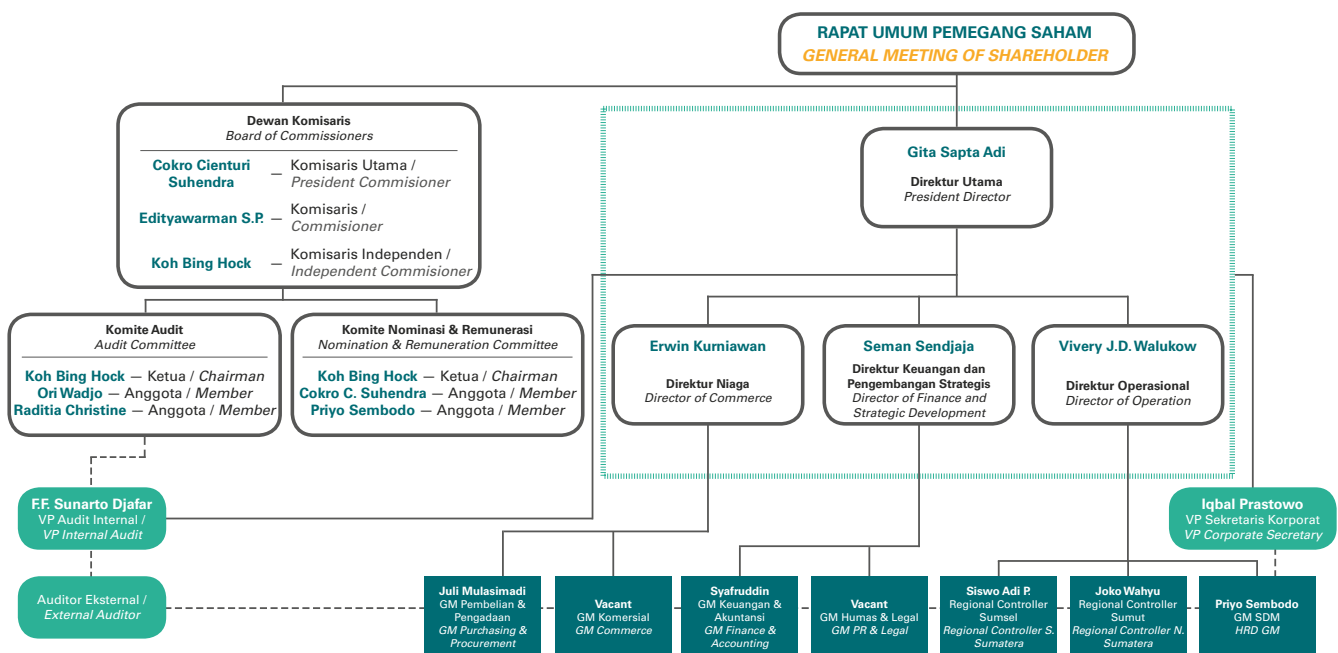 RAPAT UMUM PEMEGANG SAHAM
GENERAL MEETING OF SHAREHOLDER
Dewan Komisaris
Board of Commissioners
Cokro Cienturi Suhendra — Komisaris Utama /
President Commisioner
Edityawarman S.P. — Komisaris /
Commisioner
Koh Bing Hock — Komisaris Independen /
Independent Commisioner
Gita Sapta Adi
Direktur Utama
President Director
Komite Audit
Audit Committee
Koh Bing Hock — Ketua / Chairman
Ori Wadjo — Anggota / Member
Raditia Christine — Anggota / Member
Komite Nominasi & Remunerasi
Nomination & Remuneration Committee
Koh Bing Hock — Ketua / Chairman
Cokro C. Suhendra — Anggota / Member
Priyo Sembodo — Anggota / Member
Erwin Kurniawan
Direktur Niaga
Director of Commerce
Seman Sendjaja
Direktur Keuangan dan
Pengembangan Strategis
Director of Finance and
Strategic Development
Vivery J.D. Walukow
Direktur Operasional
Director of Operation
F.F. Sunarto Djafar
VP Audit Internal /
VP Internal Audit
Iqbal Prastowo
VP Sekretaris Korporat
VP Corporate Secretary
Auditor Eksternal /
External Auditor
Juli Mulasimadi
GM Pembelian &
Pengadaan
GM Purchasing &
Procurement
Vacant
GM Komersial
GM Commerce
Syafruddin
GM Keuangan &
Akuntansi
GM Finance &
Accounting
Vacant
GM Humas & Legal
GM PR & Legal
Siswo Adi P.
Regional Controller
Sumsel
Regional Controller S.
Sumatera
Joko Wahyu
Regional Controller
Sumut
Regional Controller N.
Sumatera
Priyo Sembodo
GM SDM
HRD GM